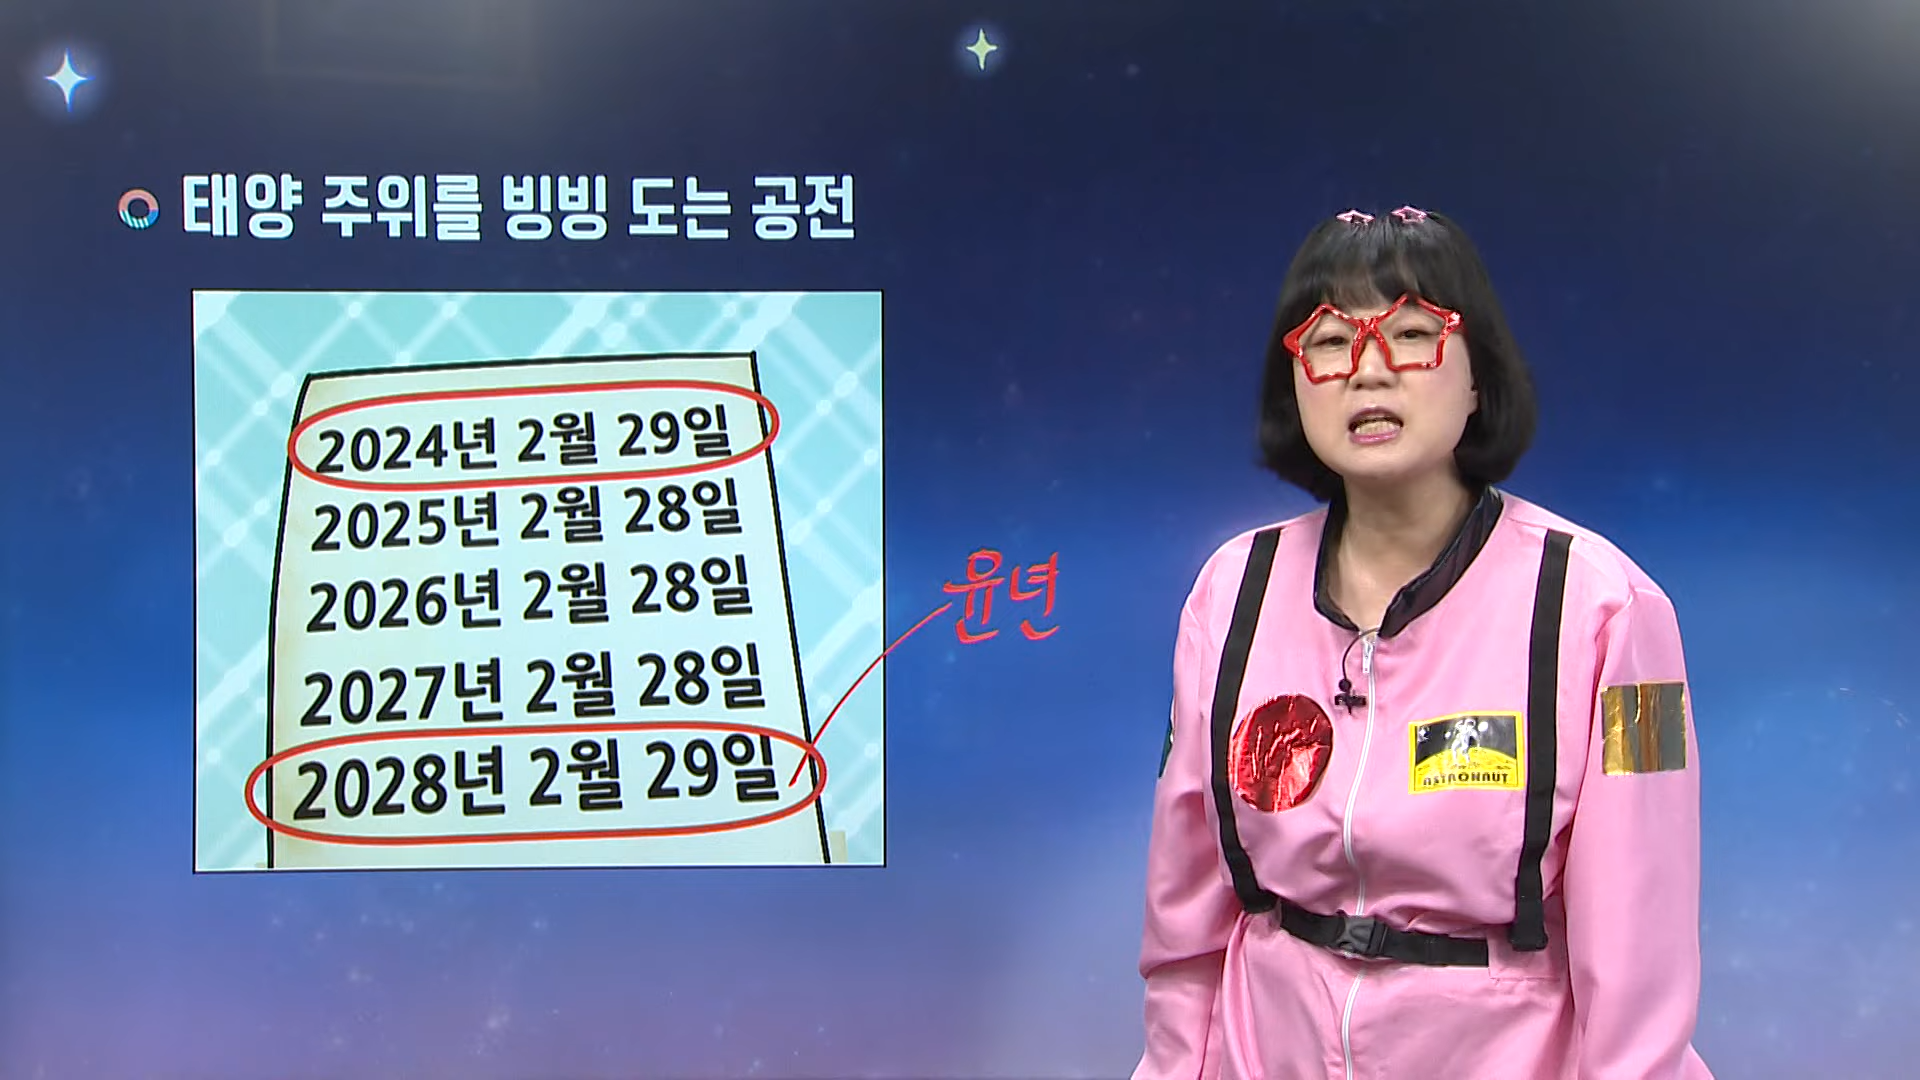 태양 주위를 빙빙 도는 공전
2024년 2월 29일
2025년 2월 28일
2026년 2월 28일
2027년 2월 28일
2028년 2월 29일
윤년
ASTRONAUT